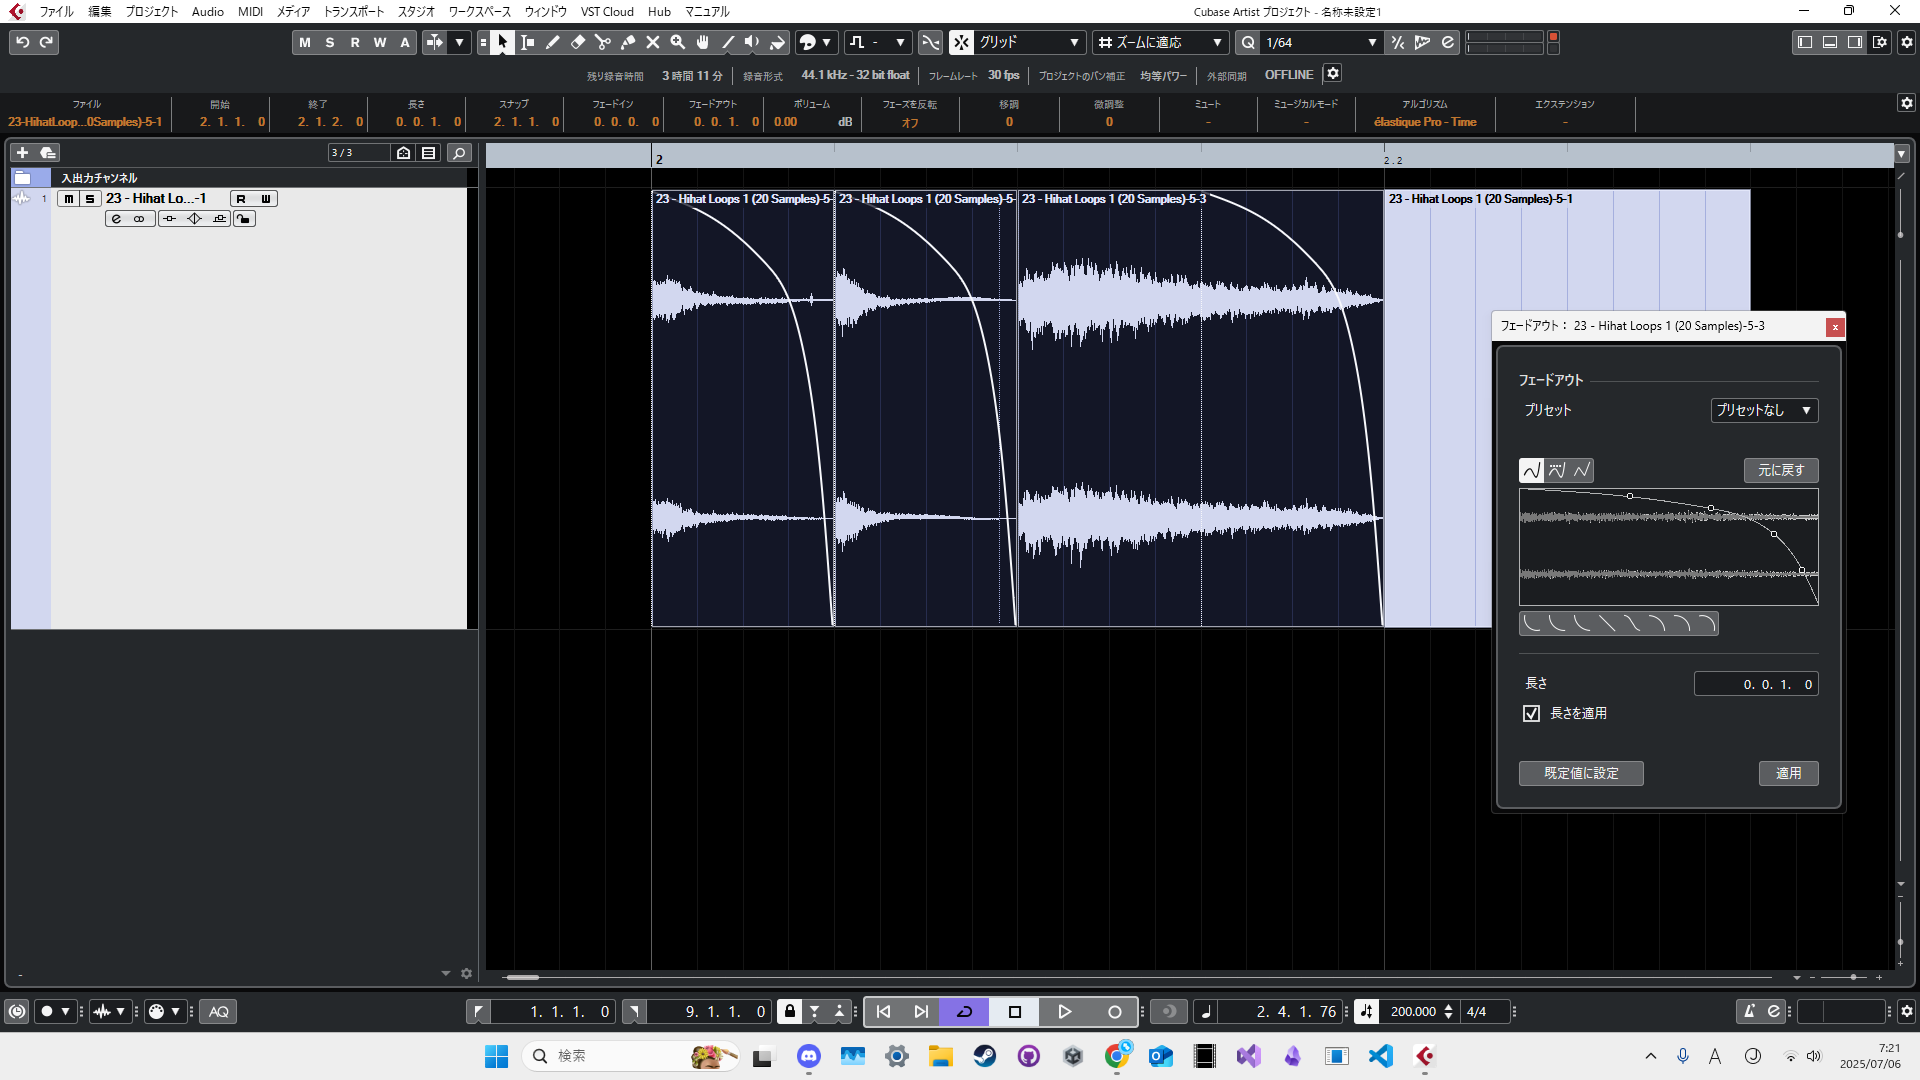 ファイル 編集 プロジェクト Audio MIDI メディア トランスポート スタジオ ワークスペース ウィンドウ VST Cloud Hub マニュアル
Cubase Artist プロジェクト - 名称未設定1
M S R W A
-
グリッド
ズームに適応
Q 1/64
残り録音時間 3 時間 11 分 録音形式 44.1 kHz - 32 bit float フレームレート 30 fps プロジェクトのパン補正 均等パワー 外部同期 OFFLINE
ファイル 開始 終了 長さ スナップ フェードイン フェードアウト ボリューム フェーズを反転 移調 微調整 ミュート ミュージカルモード アルゴリズム エクステンション
23-HihatLoop...0Samples)-5-1 2. 1. 1. 0 2. 1. 2. 0 0. 0. 1. 0 2. 1. 1. 0 0. 0. 0. 0 0. 0. 1. 0 0.00 dB オフ 0 0 - - élastique Pro - Time -
3 / 3
2
2. 2
入出力チャンネル
1 m S 23 - Hihat Lo...-1 R W
e
23 - Hihat Loops 1 (20 Samples)-5-
23 - Hihat Loops 1 (20 Samples)-5-
23 - Hihat Loops 1 (20 Samples)-5-3
23 - Hihat Loops 1 (20 Samples)-5-1
フェードアウト： 23 - Hihat Loops 1 (20 Samples)-5-3
x
フェードアウト
プリセット プリセットなし
元に戻す
長さ 0. 0. 1. 0
長さを適用
既定値に設定 適用
-
AQ
1. 1. 1. 0
9. 1. 1. 0
2. 4. 1. 76
200.000
4/4
e
検索
A
7:21
2025/07/06